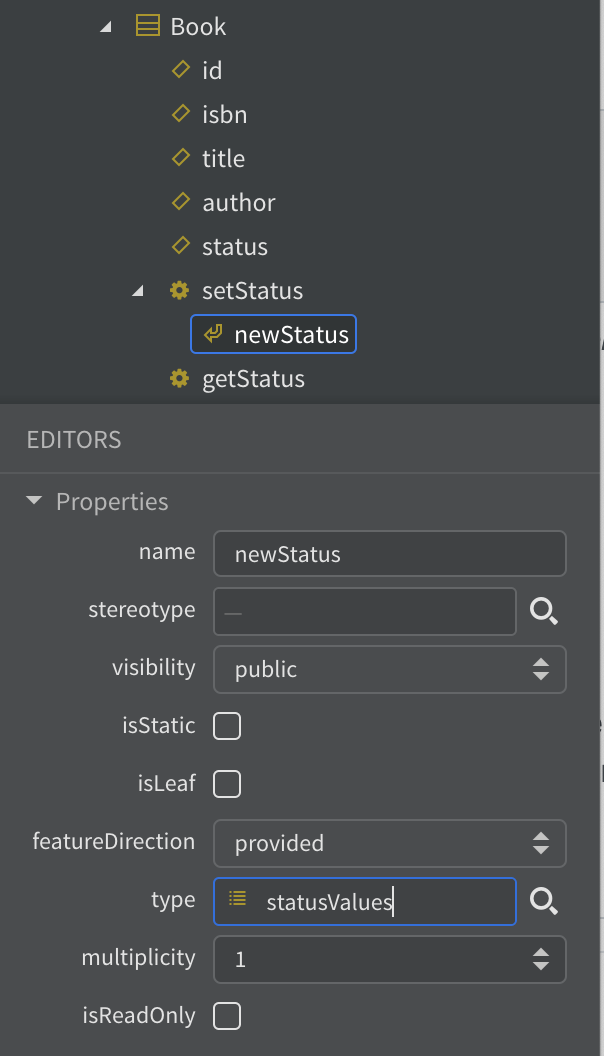 Book
id
isbn
title
author
status
setStatus
newStatus
getStatus
EDITORS
Properties
name newStatus
stereotype —
visibility public
isStatic
isLeaf
featureDirection provided
type statusValues
multiplicity 1
isReadOnly